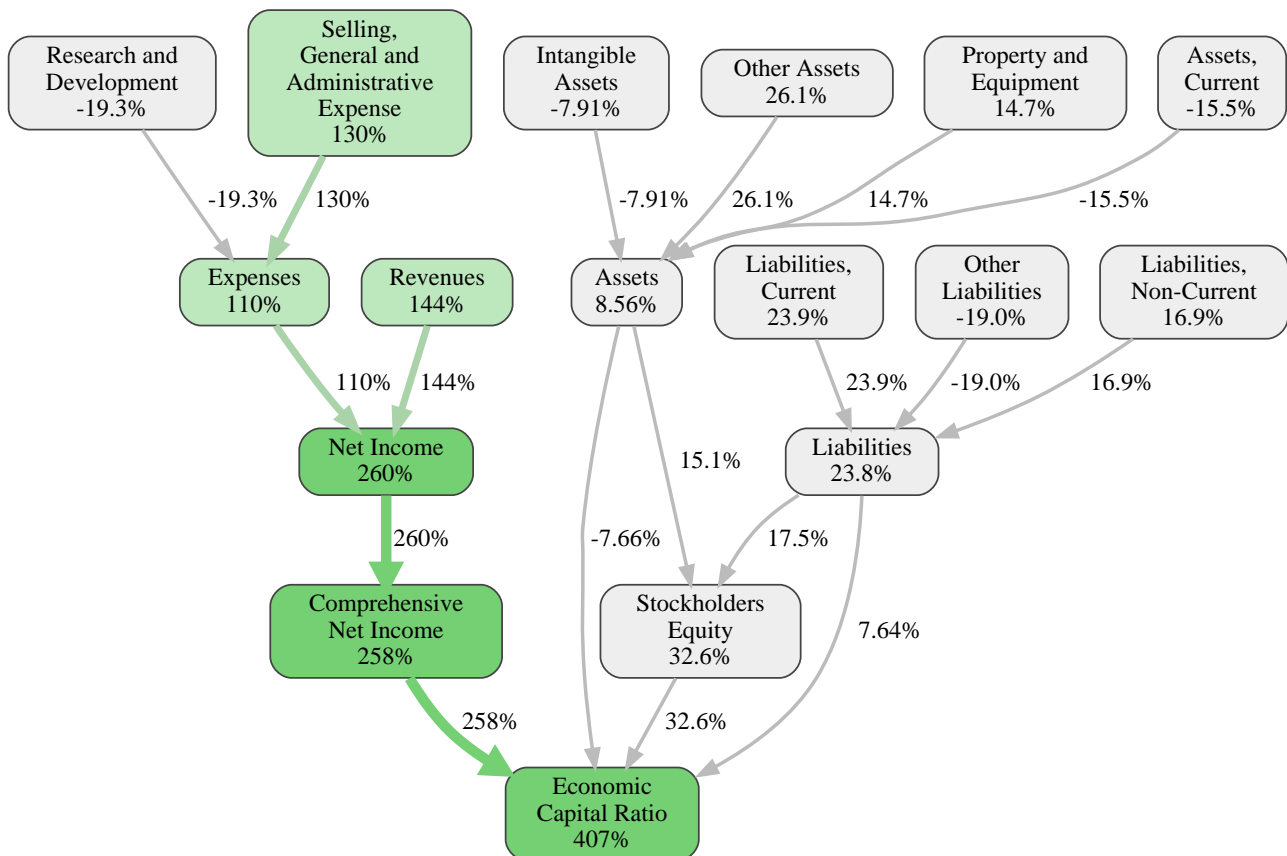 Research and
Development
-19.3%
Selling,
General and
Administrative
Expense
130%
Intangible
Assets
-7.91%
Other Assets
26.1%
Property and
Equipment
14.7%
Assets,
Current
-15.5%
-19.3%
130%
-7.91%
26.1%
14.7%
-15.5%
Expenses
110%
Revenues
144%
Assets
8.56%
Liabilities,
Current
23.9%
Other
Liabilities
-19.0%
Liabilities,
Non-Current
16.9%
110%
144%
23.9%
-19.0%
16.9%
Net Income
260%
15.1%
Liabilities
23.8%
260%
-7.66%
17.5%
Comprehensive
Net Income
258%
Stockholders
Equity
32.6%
7.64%
258%
32.6%
Economic
Capital Ratio
407%